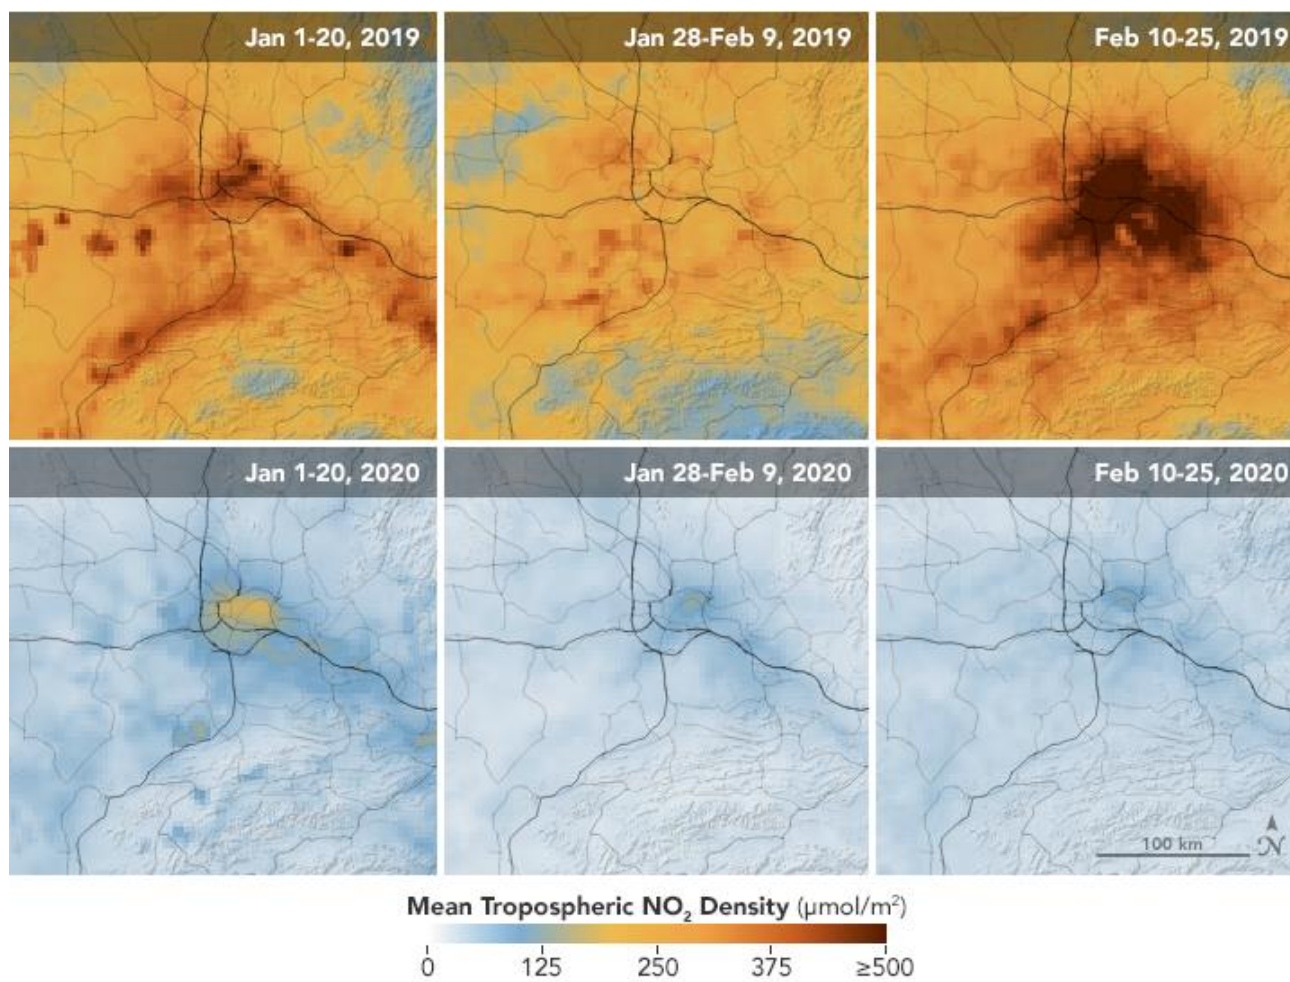 Jan 1-20, 2019
Jan 28-Feb 9, 2019
Feb 10-25, 2019
Jan 1-20, 2020
Jan 28-Feb 9, 2020
Feb 10-25, 2020
100 km
N
Mean Tropospheric NO₂ Density (µmol/m²)
0 125 250 375 ≥500